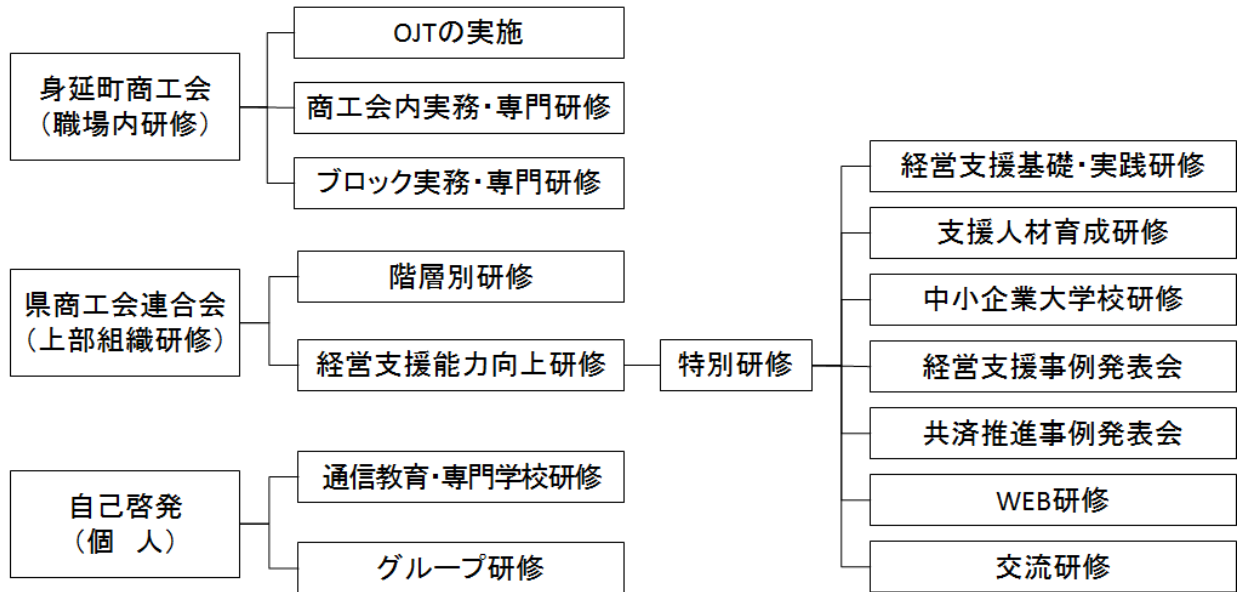 身延町商工会
（職場内研修）
OJTの実施
商工会内実務・専門研修
ブロック実務・専門研修
県商工会連合会
（上部組織研修）
階層別研修
経営支援能力向上研修
特別研修
経営支援基礎・実践研修
支援人材育成研修
中小企業大学校研修
経営支援事例発表会
共済推進事例発表会
WEB研修
交流研修
自己啓発
（個　人）
通信教育・専門学校研修
グループ研修